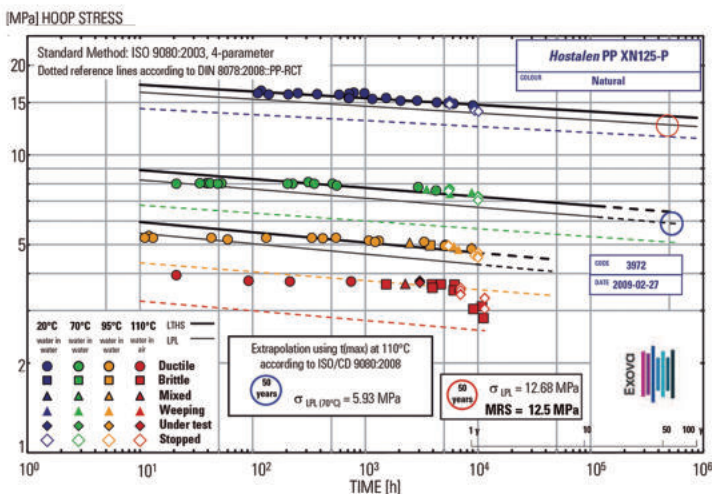 [MPa] HOOP STRESS
Standard Method: ISO 9080:2003, 4-parameter
Dotted reference lines according to DIN 8078:2008::PP-RCT
Hostalen PP XN125-P
COLOUR
Natural
20
15
10
5
2
1
CODE 3972
DATE 2009-02-27
20°C 70°C 95°C 110°C LTHS
water in water water in water water in water water in air LPL
Ductile
Brittle
Mixed
Weeping
Under test
Stopped
Extrapolation using t(max) at 110°C
according to ISO/CD 9080:2008
50 years
σ LPL (70°C) = 5.93 MPa
50 years
σ LPL = 12.68 MPa
MRS = 12.5 MPa
Exova
1 y 10 50 100 y
10⁰ 10¹ 10² 10³ 10⁴ 10⁵ 10⁶
TIME [h]